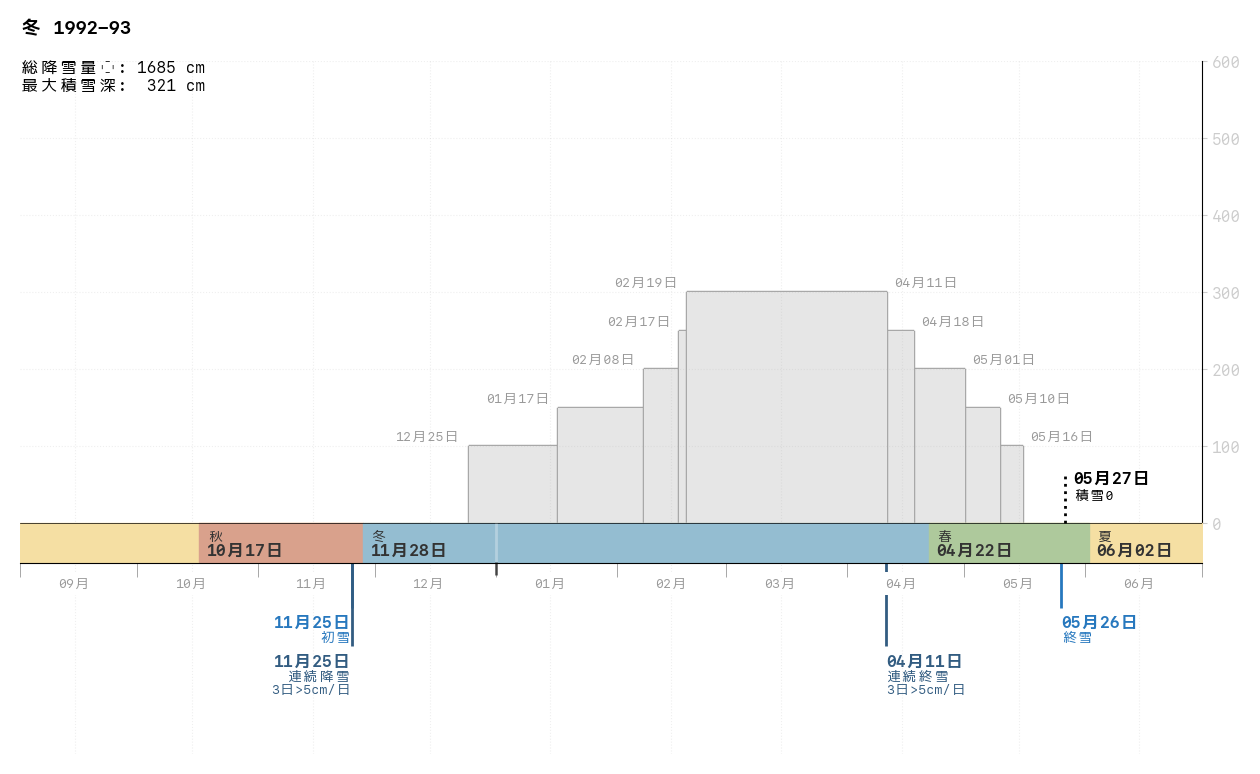 冬 1992–93
総降雪量: 1685 cm
最大積雪深: 321 cm
600
500
400
300
200
100
0
02月19日
04月11日
02月17日
04月18日
02月08日
05月01日
01月17日
05月10日
12月25日
05月16日
05月27日
積雪0
秋
10月17日
冬
11月28日
春
04月22日
夏
06月02日
09月
10月
11月
12月
01月
02月
03月
04月
05月
06月
11月25日
初雪
05月26日
終雪
11月25日
連続降雪
3日>5cm/日
04月11日
連続終雪
3日>5cm/日